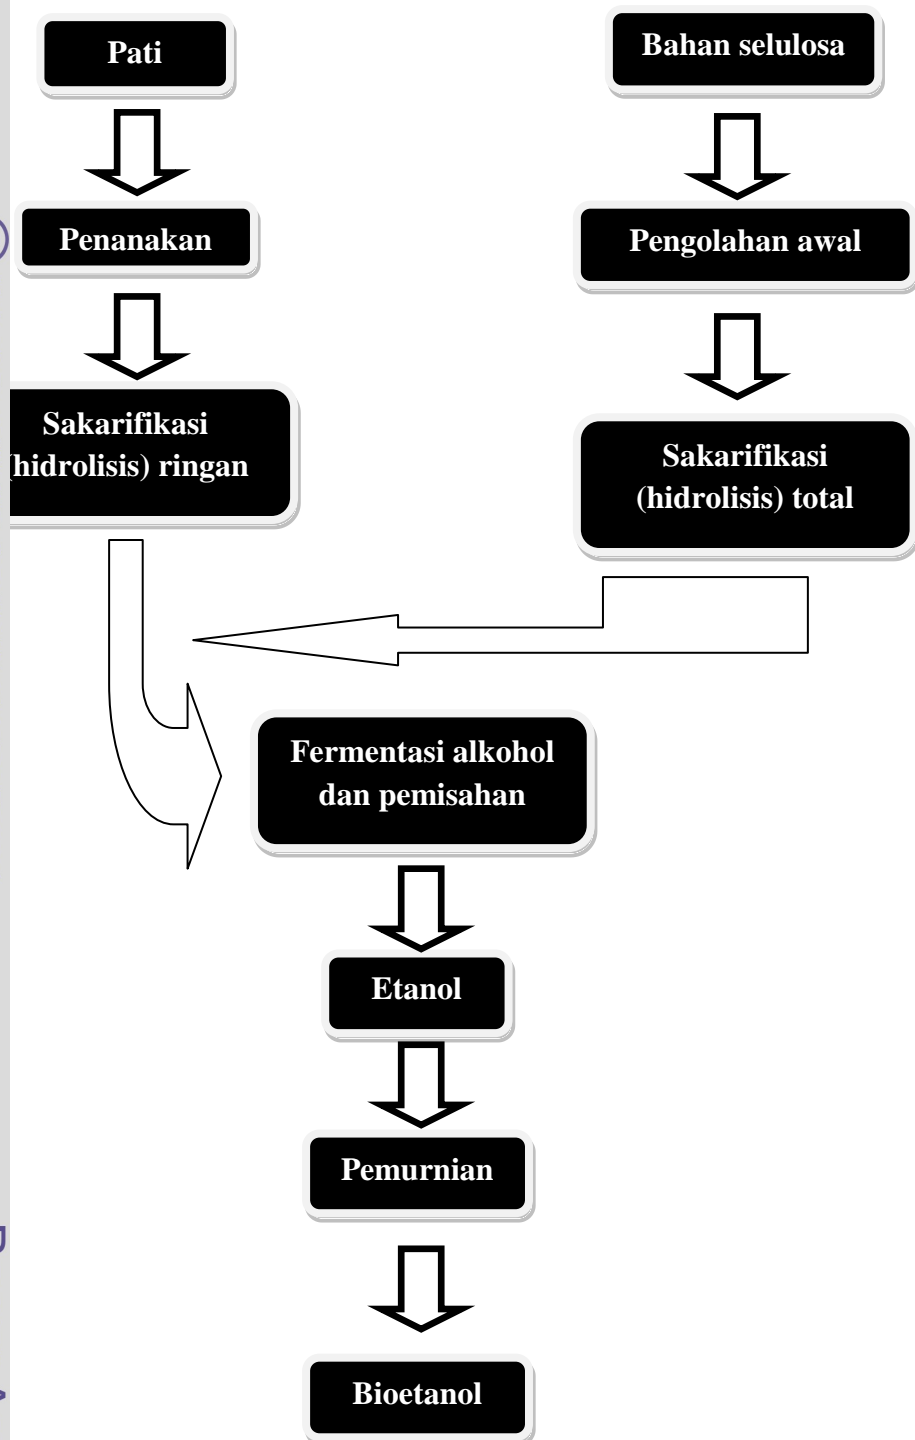 Pati
Bahan selulosa
Penanakan
Pengolahan awal
Sakarifikasi
(hidrolisis) ringan
Sakarifikasi
(hidrolisis) total
Fermentasi alkohol
dan pemisahan
Etanol
Pemurnian
Bioetanol